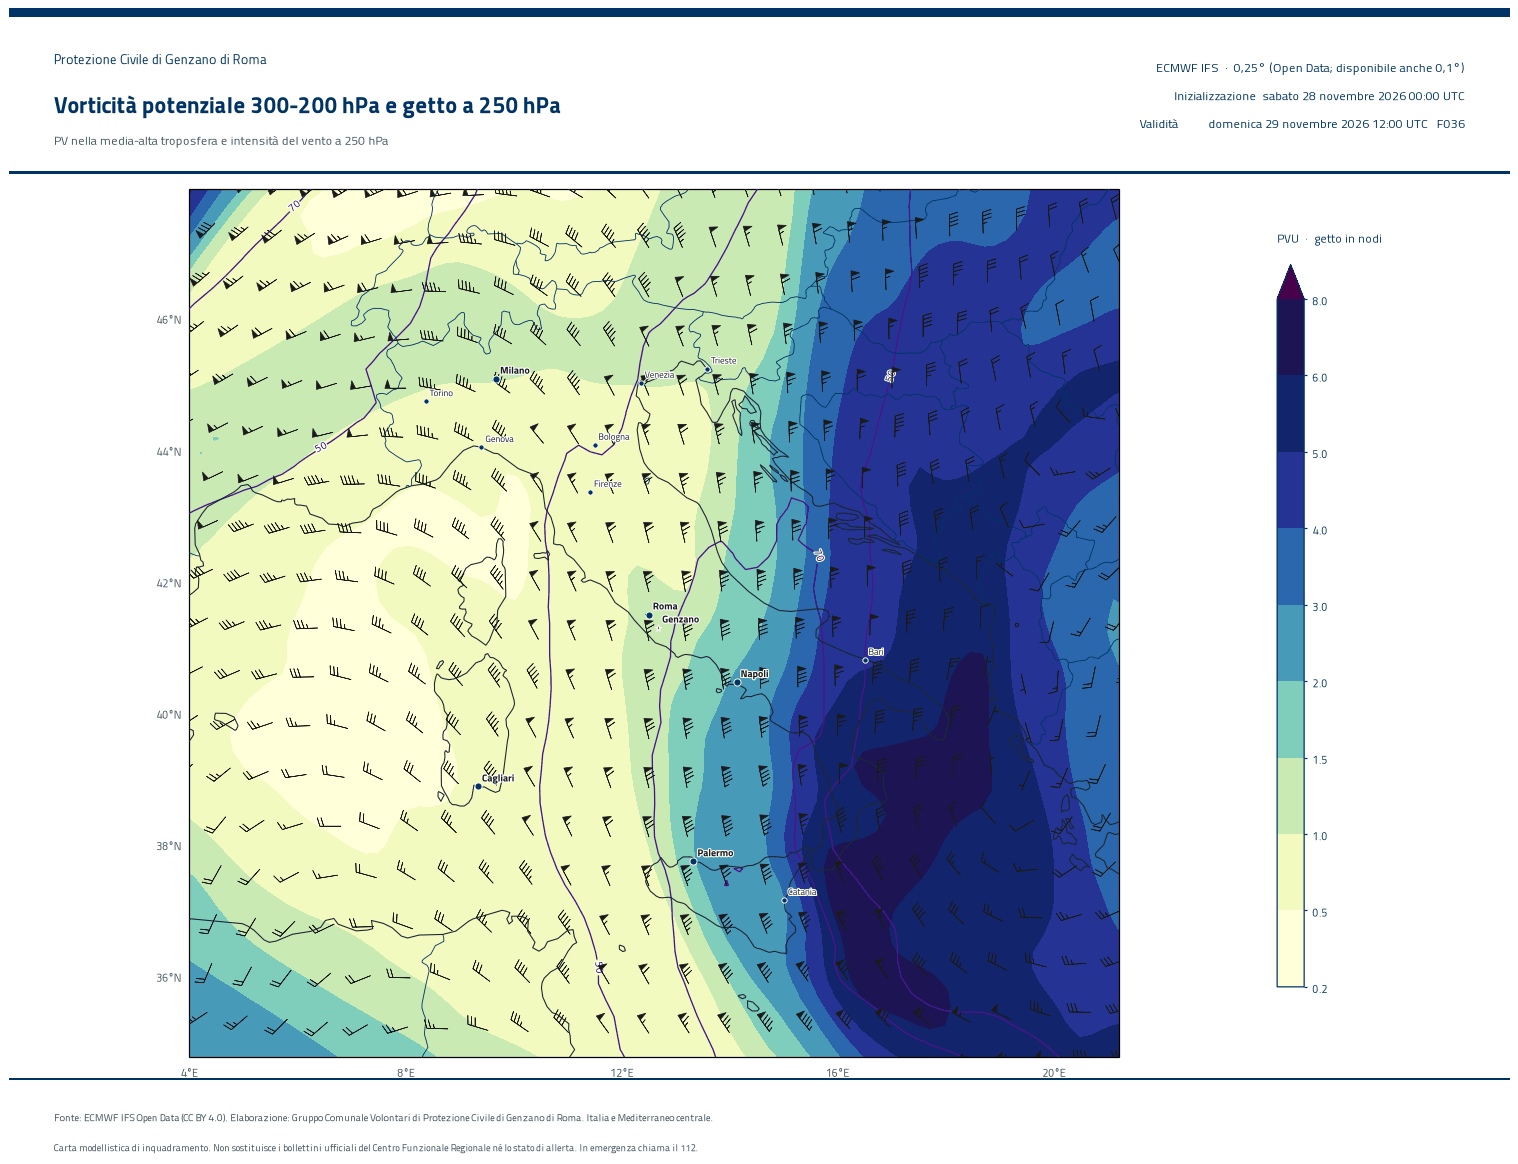 Protezione Civile di Genzano di Roma
Vorticità potenziale 300-200 hPa e getto a 250 hPa
PV nella media-alta troposfera e intensità del vento a 250 hPa
ECMWF IFS · 0,25° (Open Data; disponibile anche 0,1°)
Inizializzazione sabato 28 novembre 2026 00:00 UTC
Validità domenica 29 novembre 2026 12:00 UTC F036
PVU · getto in nodi
8.0
6.0
5.0
4.0
3.0
2.0
1.5
1.0
0.5
0.2
46°N
44°N
42°N
40°N
38°N
36°N
4°E
8°E
12°E
16°E
20°E
70
50
50
70
50
Milano
Torino
Venezia
Trieste
Genova
Bologna
Firenze
Roma
Genzano
Napoli
Bari
Cagliari
Palermo
Catania
Fonte: ECMWF IFS Open Data (CC BY 4.0). Elaborazione: Gruppo Comunale Volontari di Protezione Civile di Genzano di Roma. Italia e Mediterraneo centrale.
Carta modellistica di inquadramento. Non sostituisce i bollettini ufficiali del Centro Funzionale Regionale né lo stato di allerta. In emergenza chiama il 112.